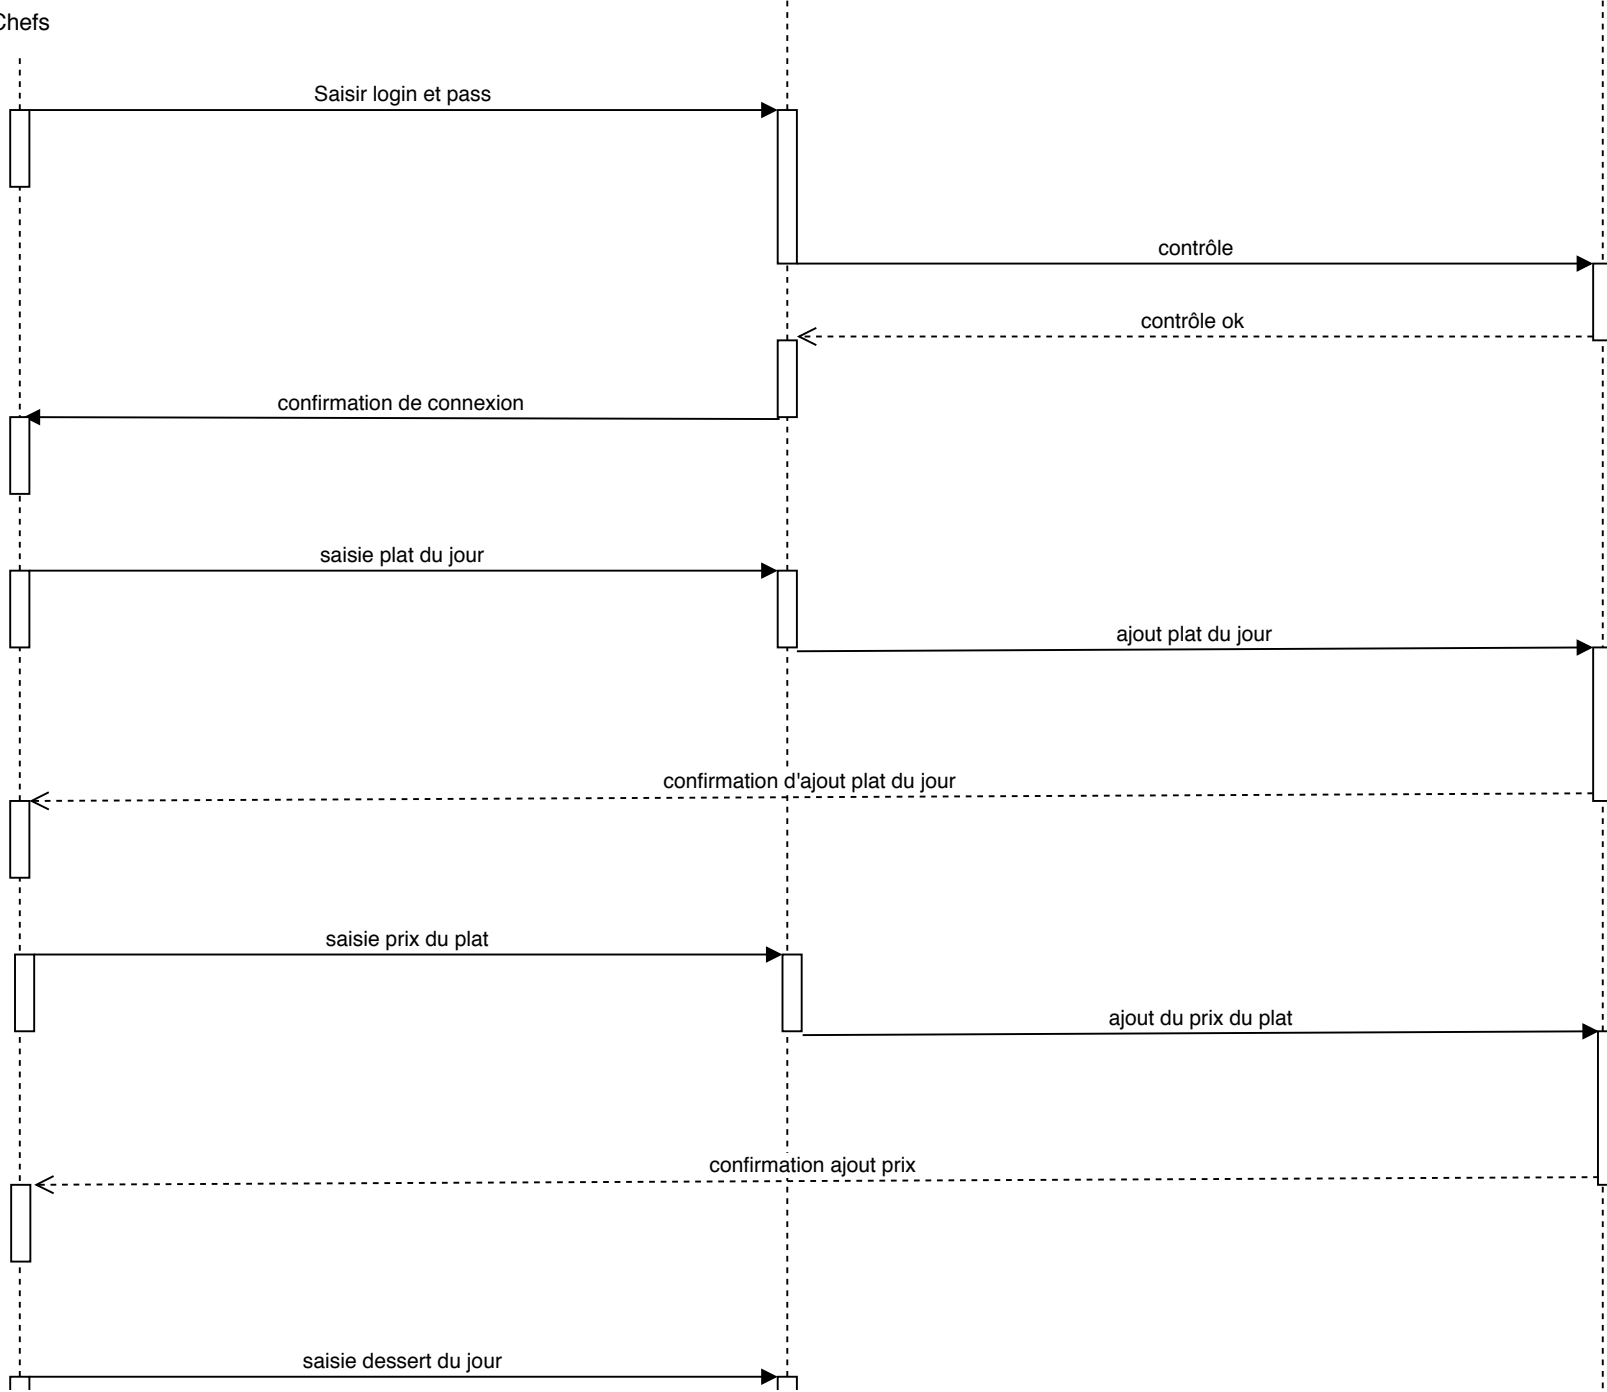 Chefs
Saisir login et pass
contrôle
contrôle ok
confirmation de connexion
saisie plat du jour
ajout plat du jour
confirmation d'ajout plat du jour
saisie prix du plat
ajout du prix du plat
confirmation ajout prix
saisie dessert du jour